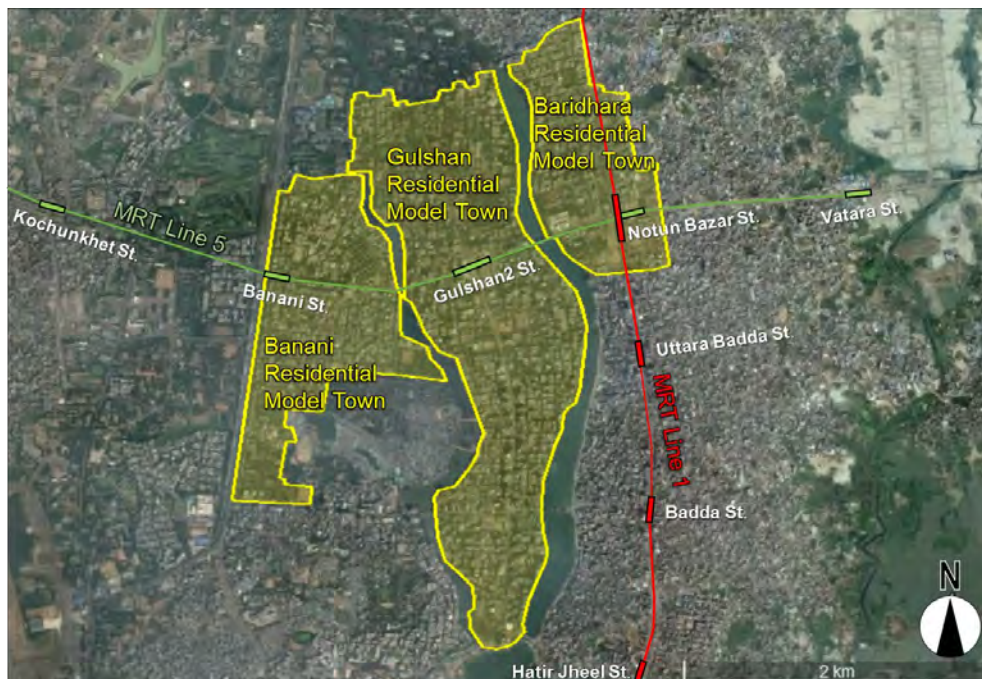 Baridhara
Residential
Model Town
Gulshan
Residential
Model Town
MRT Line 5
Kochunkhet St.
Notun Bazar St.
Vatara St.
Gulshan2 St.
Banani St.
Uttara Badda St.
Banani
Residential
Model Town
MRT Line 1
Badda St.
N
Hatir Jheel St.
2 km